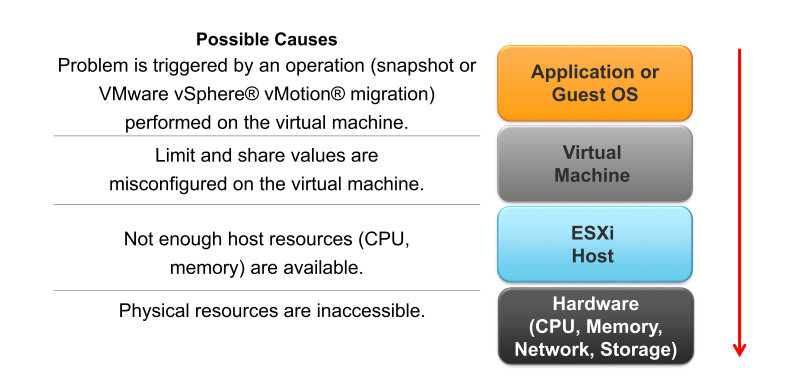 Possible Causes
Problem is triggered by an operation (snapshot or
VMware vSphere® vMotion® migration)
performed on the virtual machine.
Application or
Guest OS
Limit and share values are
misconfigured on the virtual machine.
Virtual
Machine
Not enough host resources (CPU,
memory) are available.
ESXi
Host
Physical resources are inaccessible.
Hardware
(CPU, Memory,
Network, Storage)